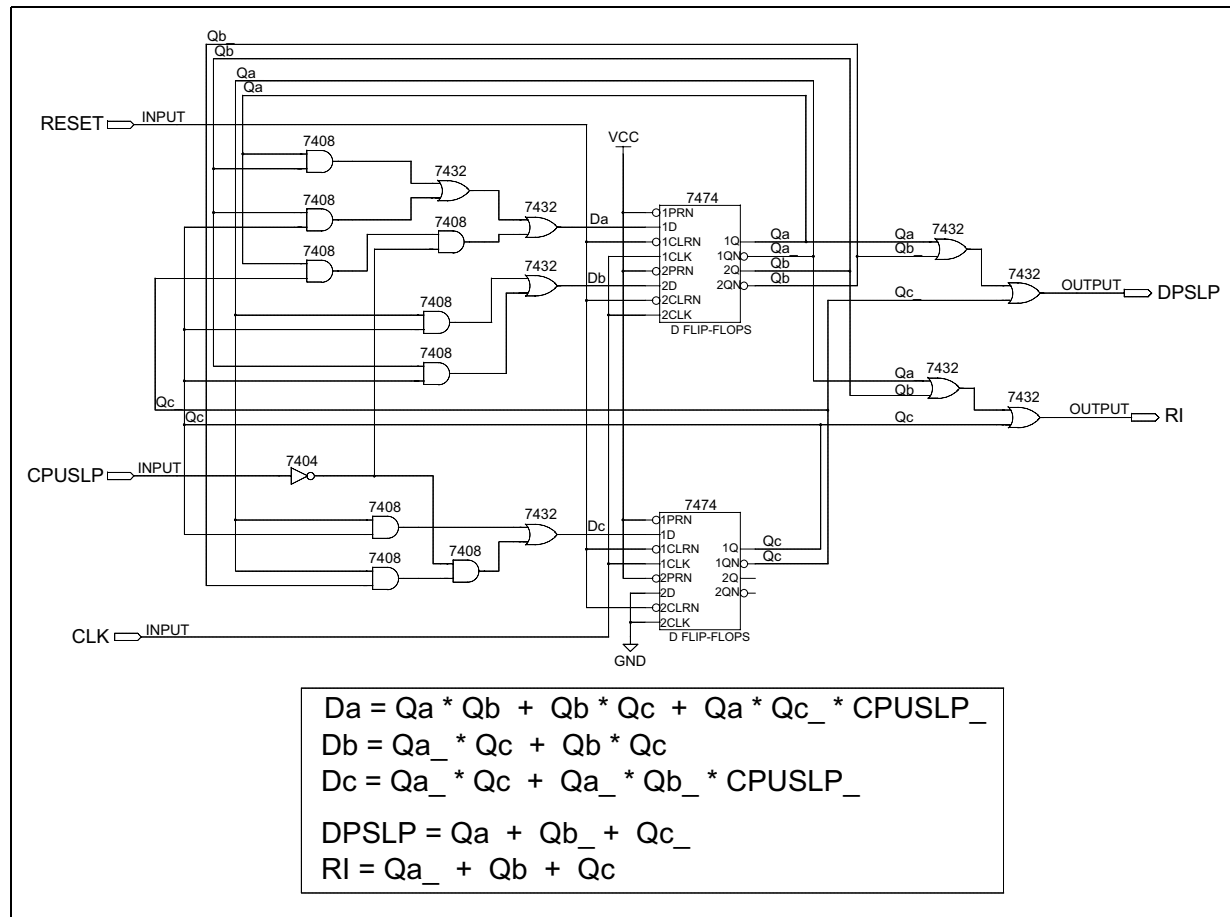 Qb_
Qb
Qa
Qa
RESET
INPUT
7408
VCC
7432
7408
7408
7432
7408
7474
1PRN
1D
1CLRN
1CLK
2PRN
2D
2CLRN
2CLK
1Q
1QN
2Q
2QN
D FLIP-FLOPS
Da
Qa
Qa_
Qb
Qb
Qa
Qb_
7432
7432
Qc_
OUTPUT
DPSLP
7432
Db
7408
7408
Qc
Qc
Qa
Qb
7432
7432
Qc
OUTPUT
RI
CPUSLP
INPUT
7404
7408
7432
7408
7408
Dc
7474
1PRN
1D
1CLRN
1CLK
2PRN
2D
2CLRN
2CLK
1Q
1QN
2Q
2QN
D FLIP-FLOPS
Qc
Qc
CLK
INPUT
GND
Da = Qa * Qb + Qb * Qc + Qa * Qc_ * CPUSLP_
Db = Qa_ * Qc + Qb * Qc
Dc = Qa_ * Qc + Qa_ * Qb_ * CPUSLP_
DPSLP = Qa + Qb_ + Qc_
RI = Qa_ + Qb + Qc